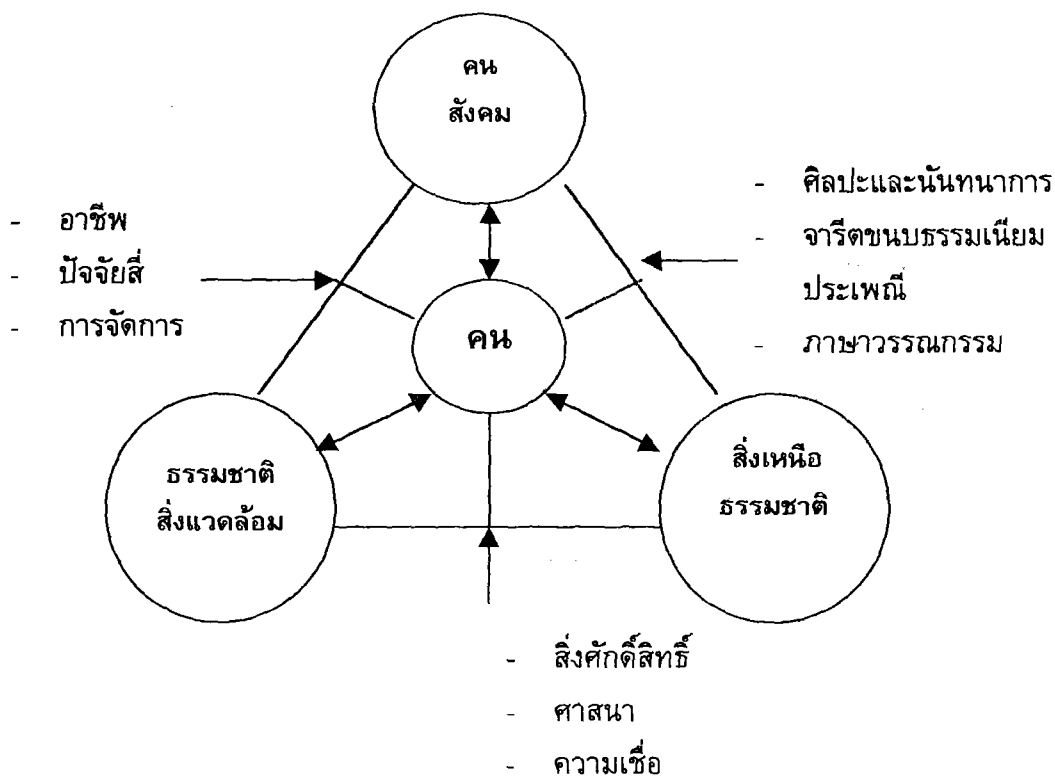 คน
สังคม
- ศิลปะและนันทนาการ
- จารีตขนบธรรมเนียม
ประเพณี
- ภาษาวรรณกรรม
- อาชีพ
- ปัจจัยสี่
- การจัดการ
คน
ธรรมชาติ
สิ่งแวดล้อม
สิ่งเหนือ
ธรรมชาติ
- สิ่งศักดิ์สิทธิ์
- ศาสนา
- ความเชื่อ